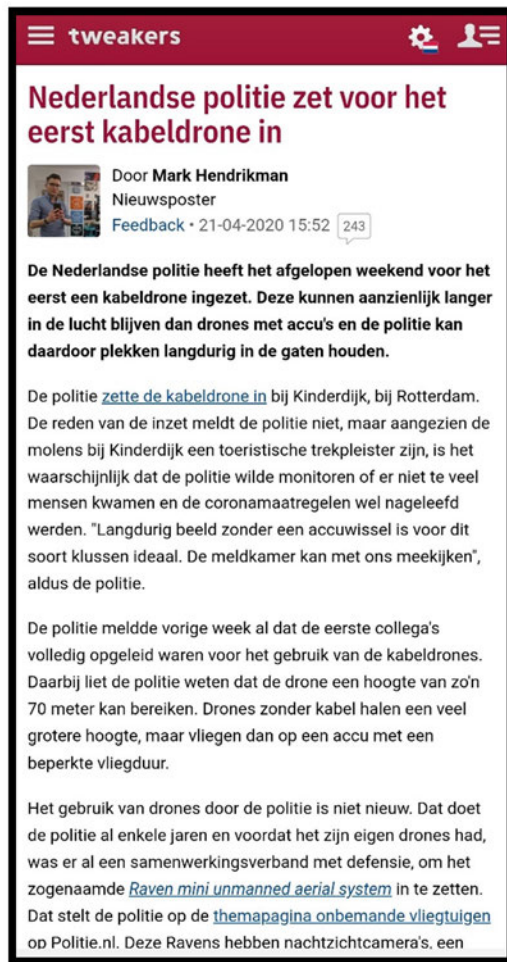 tweakers
Nederlandse politie zet voor het
eerst kabeldrone in
Door Mark Hendrikman
Nieuwsposter
Feedback • 21-04-2020 15:52 243
De Nederlandse politie heeft het afgelopen weekend voor het
eerst een kabeldrone ingezet. Deze kunnen aanzienlijk langer
in de lucht blijven dan drones met accu's en de politie kan
daardoor plekken langdurig in de gaten houden.
De politie zette de kabeldrone in bij Kinderdijk, bij Rotterdam.
De reden van de inzet meldt de politie niet, maar aangezien de
molens bij Kinderdijk een toeristische trekpleister zijn, is het
waarschijnlijk dat de politie wilde monitoren of er niet te veel
mensen kwamen en de coronamaatregelen wel nageleefd
werden. "Langdurig beeld zonder een accuwissel is voor dit
soort klussen ideaal. De meldkamer kan met ons meekijken",
aldus de politie.
De politie meldde vorige week al dat de eerste collega's
volledig opgeleid waren voor het gebruik van de kabeldrones.
Daarbij liet de politie weten dat de drone een hoogte van zo'n
70 meter kan bereiken. Drones zonder kabel halen een veel
grotere hoogte, maar vliegen dan op een accu met een
beperkte vliegduur.
Het gebruik van drones door de politie is niet nieuw. Dat doet
de politie al enkele jaren en voordat het zijn eigen drones had,
was er al een samenwerkingsverband met defensie, om het
zogenaamde Raven mini unmanned aerial system in te zetten.
Dat stelt de politie op de themapagina onbemande vliegtuigen
op Politie.nl. Deze Ravens hebben nachtzichtcamera's, een